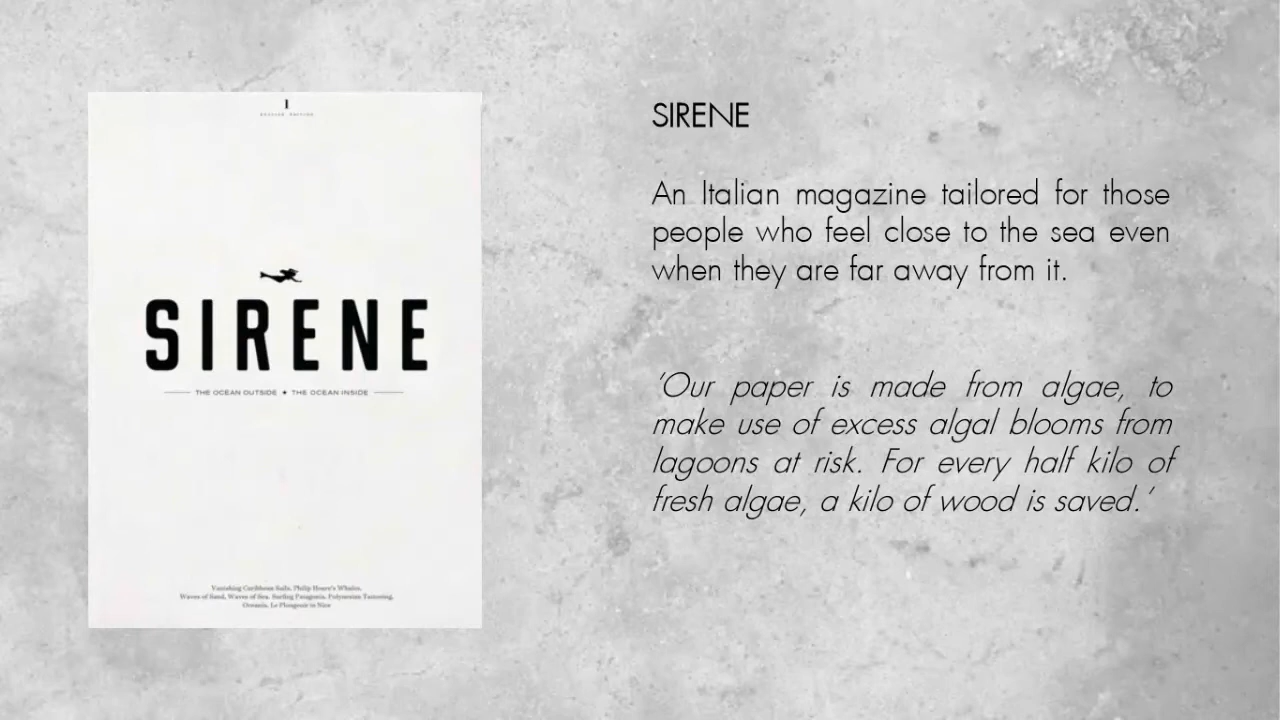 1
SIRENE
THE OCEAN OUTSIDE ✦ THE OCEAN INSIDE
Vanishing Caribbean Sails, Philip Hoare's Whales,
Waves of Sand, Waves of Sea, Surfing Patagonia, Polynesian Tattooing,
Oceania, Le Plongeoir in Nice
SIRENE
An Italian magazine tailored for those
people who feel close to the sea even
when they are far away from it.
‘Our paper is made from algae, to
make use of excess algal blooms from
lagoons at risk. For every half kilo of
fresh algae, a kilo of wood is saved.’